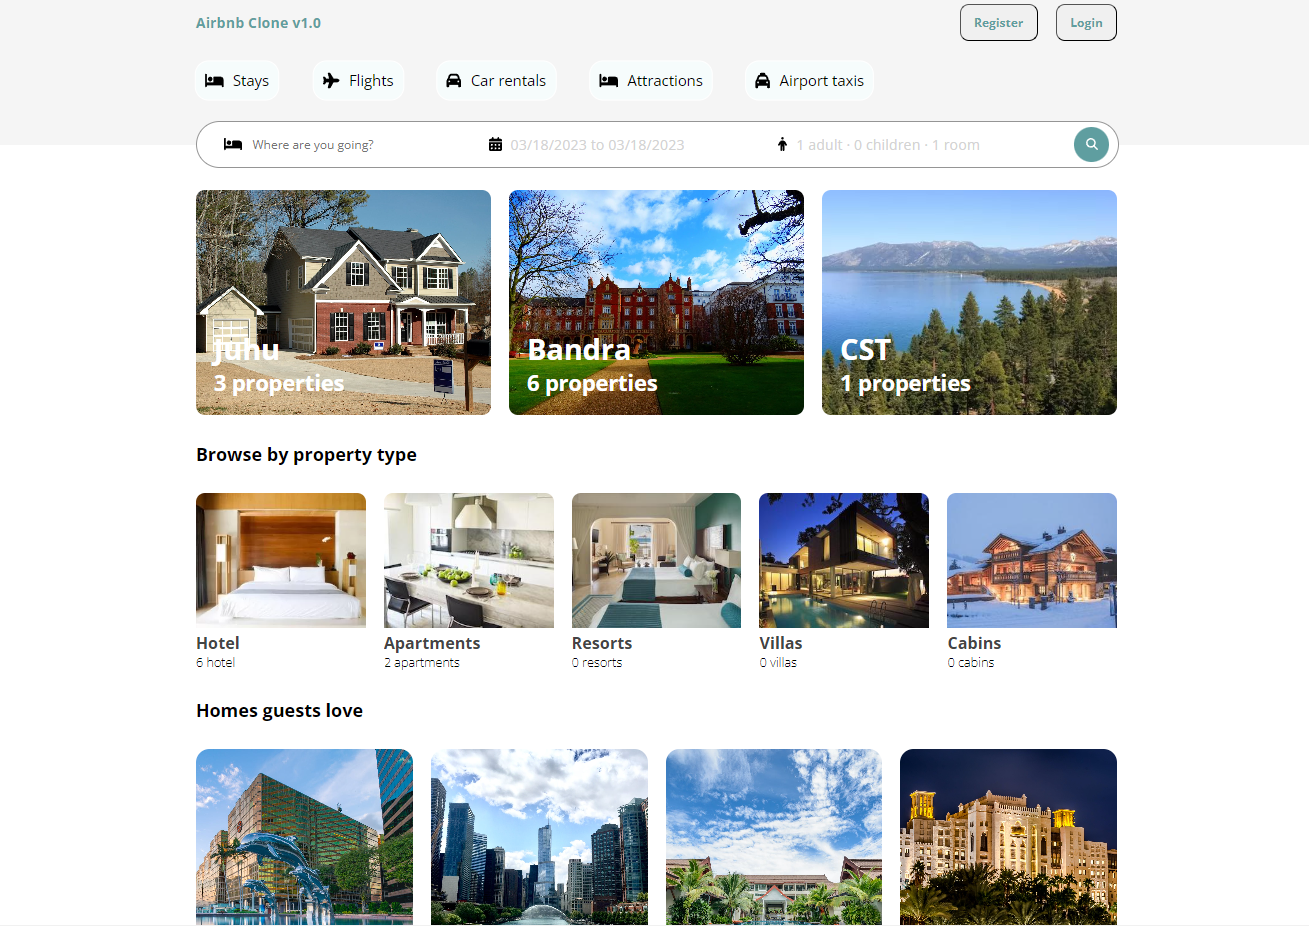 Airbnb Clone v1.0
Register
Login
Stays
Flights
Car rentals
Attractions
Airport taxis
Where are you going?
03/18/2023 to 03/18/2023
1 adult · 0 children · 1 room
Juhu
3 properties
Bandra
6 properties
CST
1 properties
Browse by property type
Hotel
6 hotel
Apartments
2 apartments
Resorts
0 resorts
Villas
0 villas
Cabins
0 cabins
Homes guests love